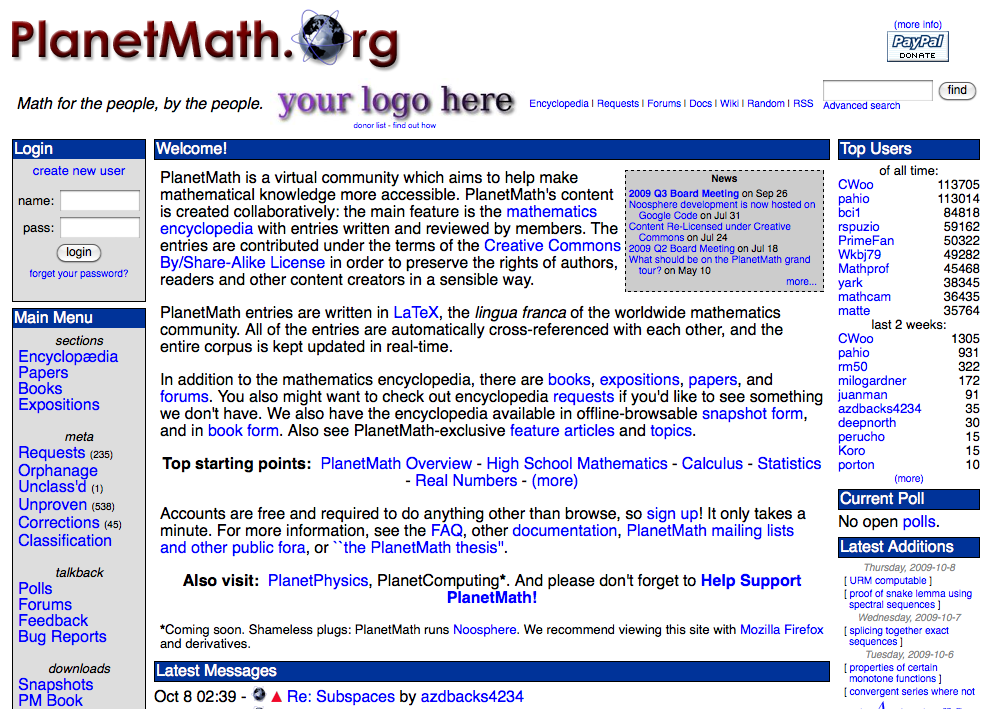 PlanetMath.Org
(more info)
PayPal
DONATE
Math for the people, by the people.
your logo here
donor list - find out how
Encyclopedia | Requests | Forums | Docs | Wiki | Random | RSS
find
Advanced search
Login
create new user
name:
pass:
login
forget your password?
Main Menu
sections
Encyclopædia
Papers
Books
Expositions
meta
Requests (235)
Orphanage
Unclass'd (1)
Unproven (538)
Corrections (45)
Classification
talkback
Polls
Forums
Feedback
Bug Reports
downloads
Snapshots
PM Book
Welcome!
PlanetMath is a virtual community which aims to help make
mathematical knowledge more accessible. PlanetMath's content
is created collaboratively: the main feature is the mathematics
encyclopedia with entries written and reviewed by members. The
entries are contributed under the terms of the Creative Commons
By/Share-Alike License in order to preserve the rights of authors,
readers and other content creators in a sensible way.
News
2009 Q3 Board Meeting on Sep 26
Noosphere development is now hosted on
Google Code on Jul 31
Content Re-Licensed under Creative
Commons on Jul 24
2009 Q2 Board Meeting on Jul 18
What should be on the PlanetMath grand
tour? on May 10
more...
PlanetMath entries are written in LaTeX, the lingua franca of the worldwide mathematics
community. All of the entries are automatically cross-referenced with each other, and the
entire corpus is kept updated in real-time.
In addition to the mathematics encyclopedia, there are books, expositions, papers, and
forums. You also might want to check out encyclopedia requests if you'd like to see something
we don't have. We also have the encyclopedia available in offline-browsable snapshot form,
and in book form. Also see PlanetMath-exclusive feature articles and topics.
Top starting points: PlanetMath Overview - High School Mathematics - Calculus - Statistics
- Real Numbers - (more)
Accounts are free and required to do anything other than browse, so sign up! It only takes a
minute. For more information, see the FAQ, other documentation, PlanetMath mailing lists
and other public fora, or ``the PlanetMath thesis''.
Also visit: PlanetPhysics, PlanetComputing*. And please don't forget to Help Support
PlanetMath!
*Coming soon. Shameless plugs: PlanetMath runs Noosphere. We recommend viewing this site with Mozilla Firefox
and derivatives.
Latest Messages
Oct 8 02:39 - Re: Subspaces by azdbacks4234
Top Users
of all time:
CWoo 113705
pahio 113014
bci1 84818
rspuzio 59162
PrimeFan 50322
Wkbj79 49282
Mathprof 45468
yark 38345
mathcam 36435
matte 35764
last 2 weeks:
CWoo 1305
pahio 931
rm50 322
milogardner 172
juanman 91
azdbacks4234 35
deepnorth 30
perucho 15
Koro 15
porton 10
(more)
Current Poll
No open polls.
Latest Additions
Thursday, 2009-10-8
[ URM computable ]
[ proof of snake lemma using
spectral sequences ]
Wednesday, 2009-10-7
[ splicing together exact
sequences ]
Tuesday, 2009-10-6
[ properties of certain
monotone functions ]
[ convergent series where not